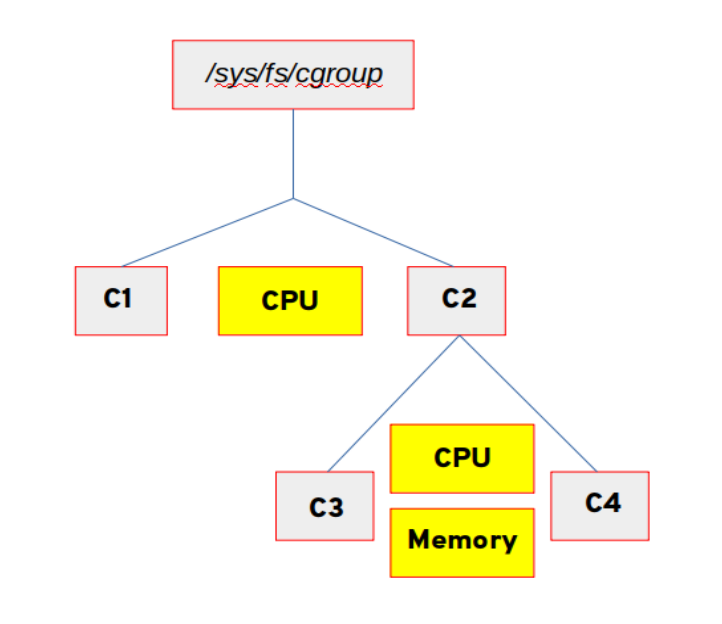 /sys/fs/cgroup
C1
CPU
C2
CPU
C3
C4
Memory